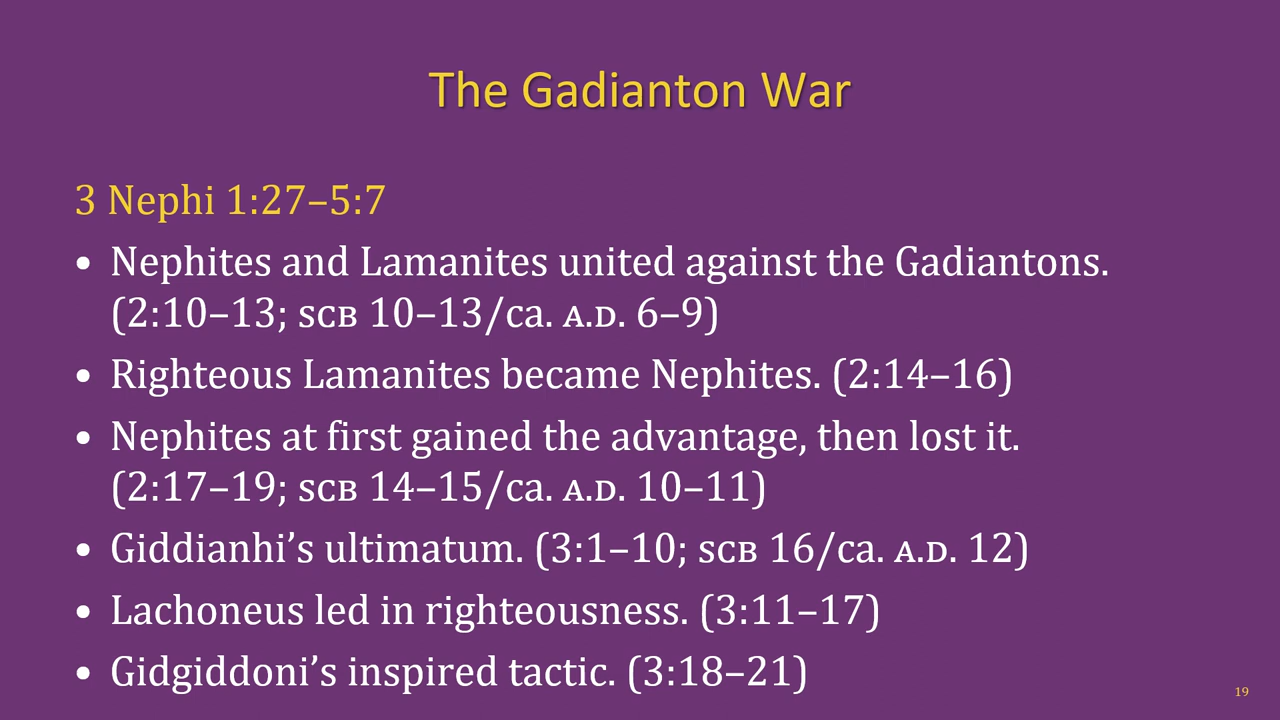 The Gadianton War
3 Nephi 1:27–5:7
• Nephites and Lamanites united against the Gadiantons.
(2:10–13; SCB 10–13/ca. A.D. 6–9)
• Righteous Lamanites became Nephites. (2:14–16)
• Nephites at first gained the advantage, then lost it.
(2:17–19; SCB 14–15/ca. A.D. 10–11)
• Giddianhi’s ultimatum. (3:1–10; SCB 16/ca. A.D. 12)
• Lachoneus led in righteousness. (3:11–17)
• Gidgiddoni’s inspired tactic. (3:18–21)
19